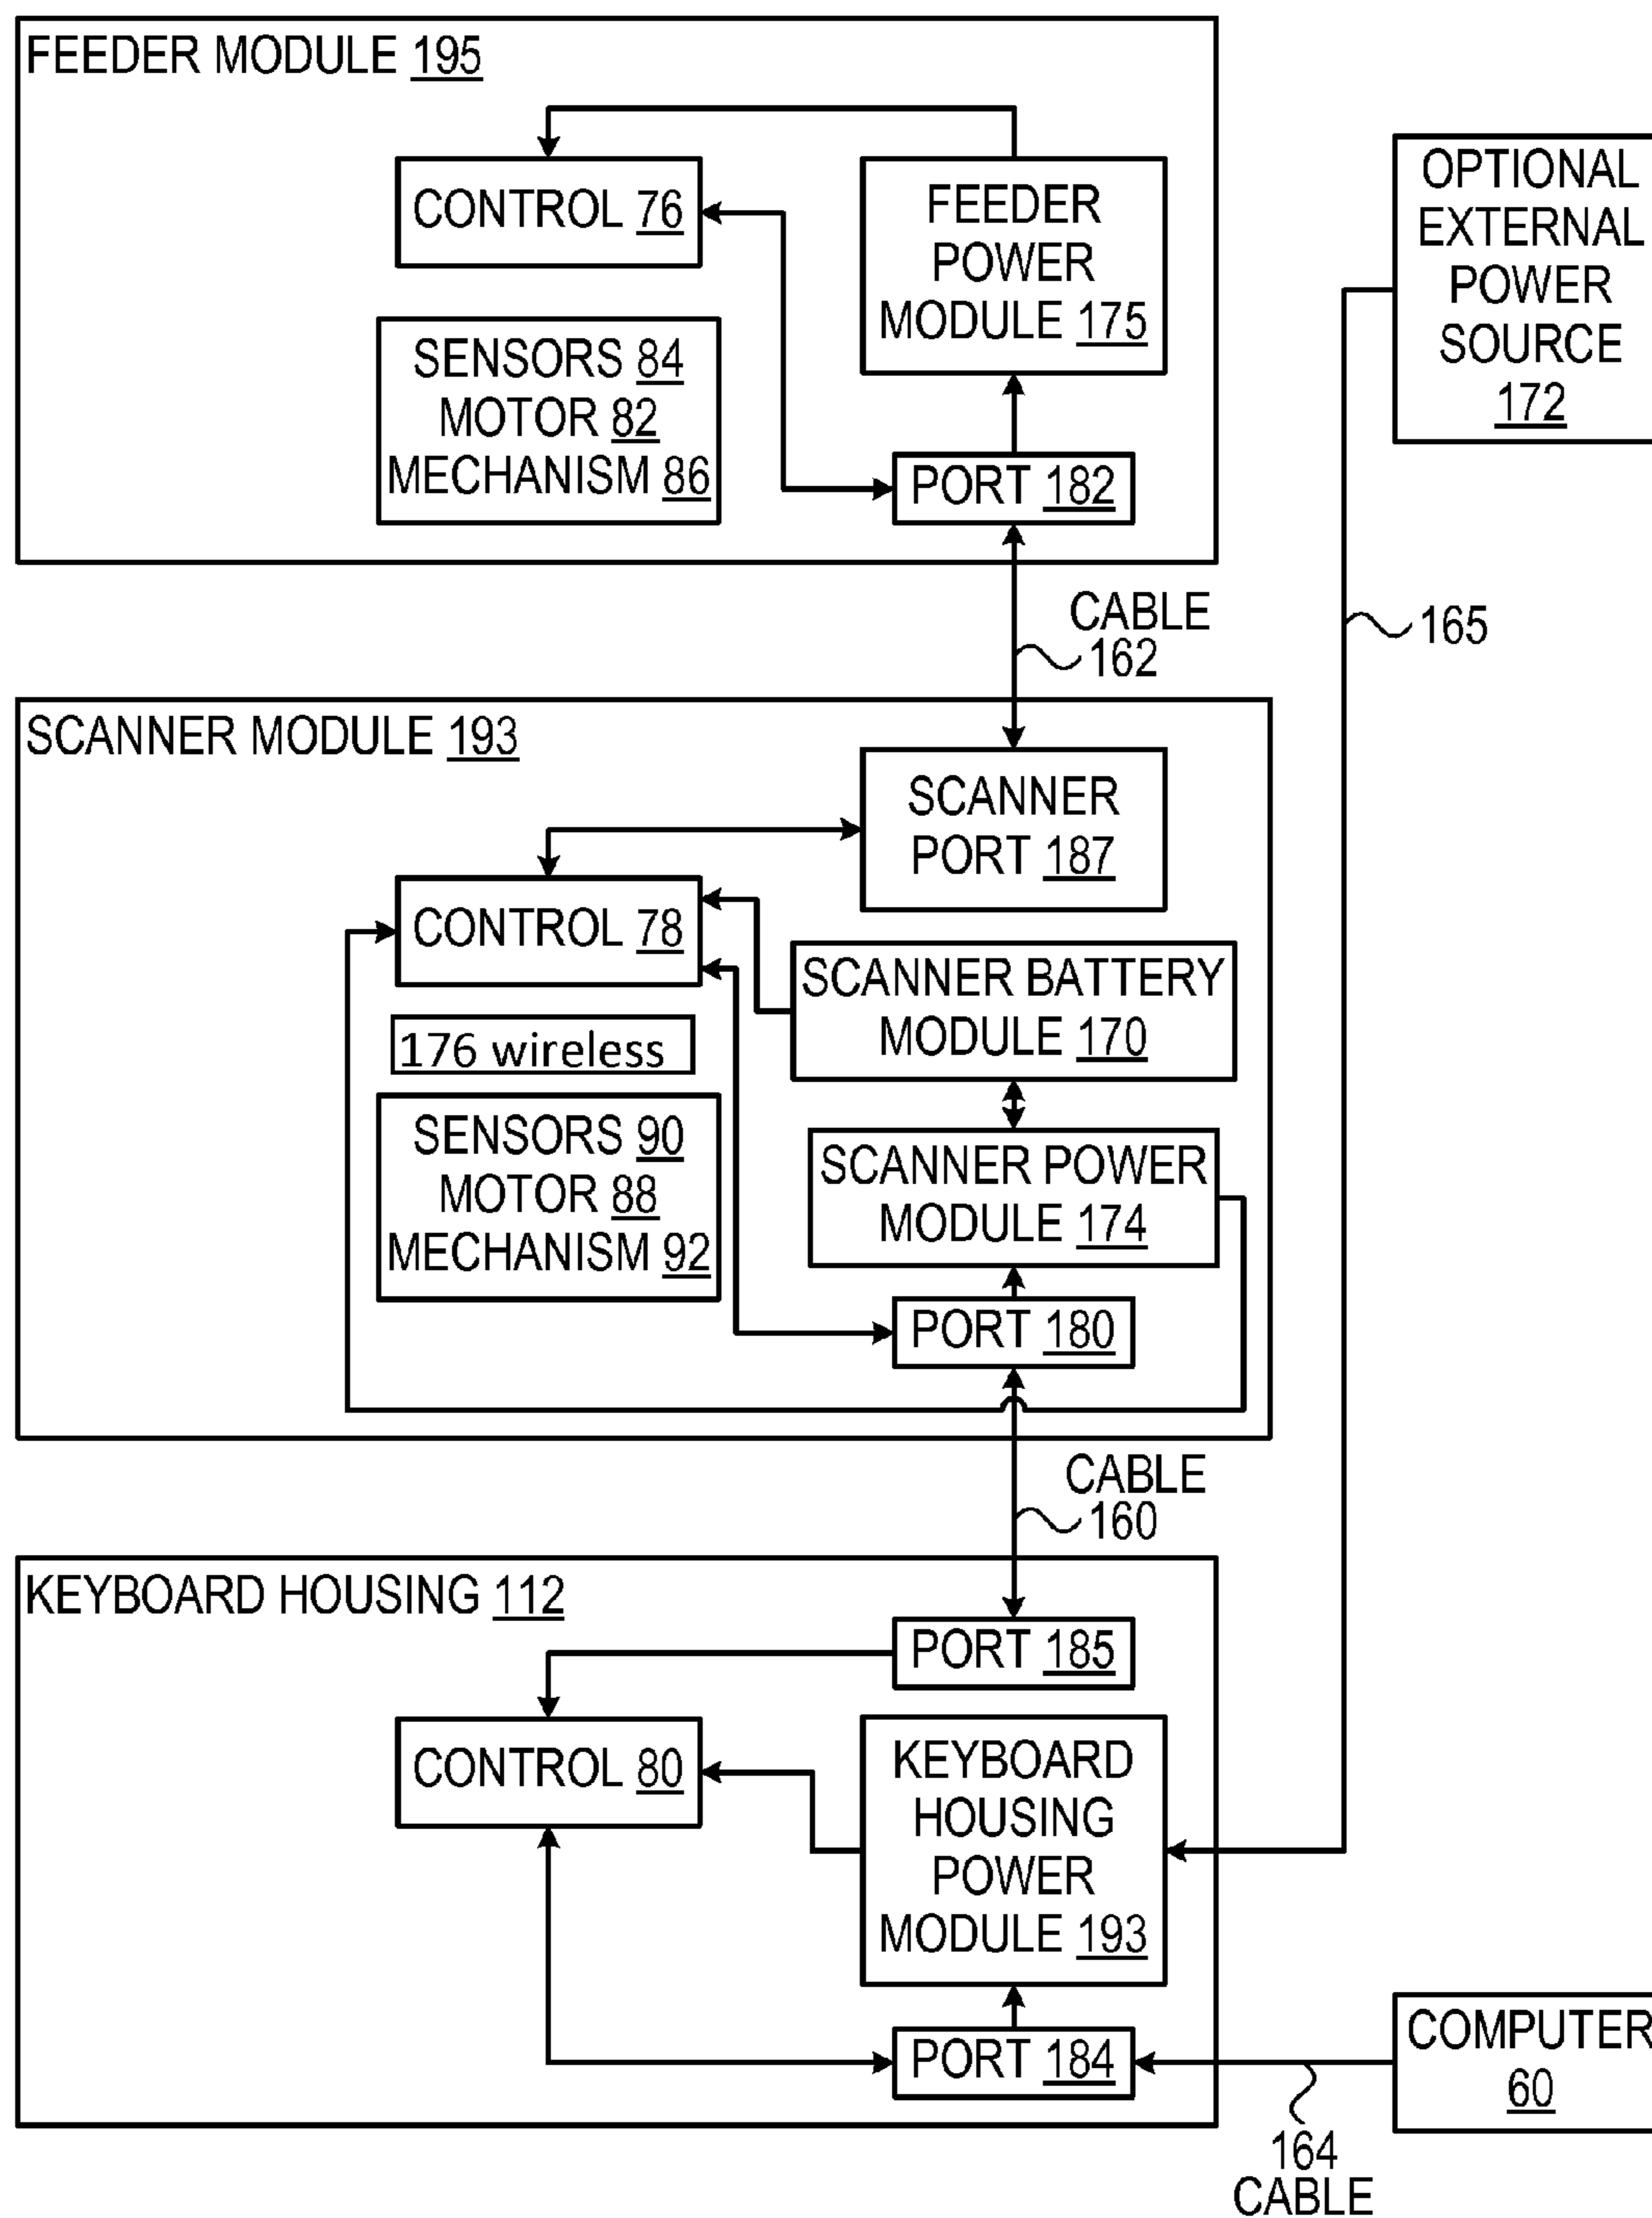 FEEDER MODULE 195
CONTROL 76
FEEDER
POWER
MODULE 175
SENSORS 84
MOTOR 82
MECHANISM 86
PORT 182
OPTIONAL
EXTERNAL
POWER
SOURCE
172
CABLE
162
165
SCANNER MODULE 193
SCANNER
PORT 187
CONTROL 78
SCANNER BATTERY
MODULE 170
176 wireless
SENSORS 90
MOTOR 88
MECHANISM 92
SCANNER POWER
MODULE 174
PORT 180
CABLE
160
KEYBOARD HOUSING 112
PORT 185
CONTROL 80
KEYBOARD
HOUSING
POWER
MODULE 193
PORT 184
COMPUTER
60
164
CABLE